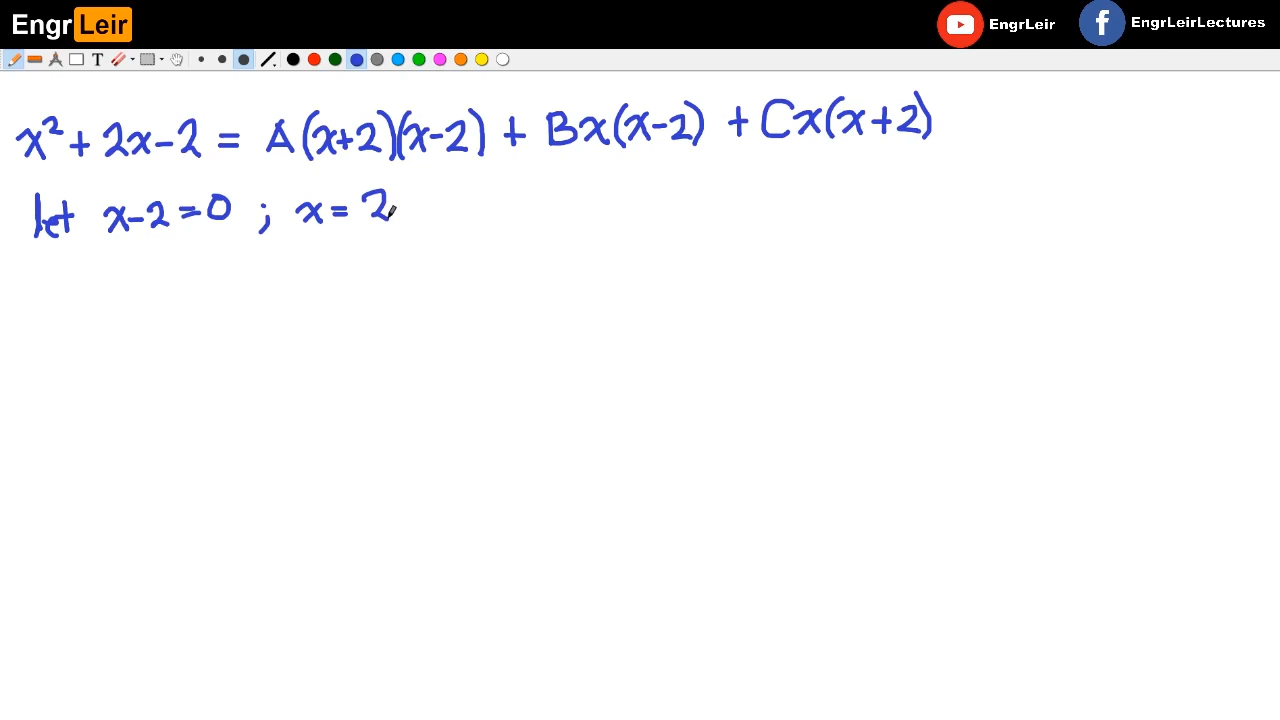 EngrLeir
EngrLeir
EngrLeirLectures
T
x² + 2x - 2 = A(x+2)(x-2) + Bx(x-2) + Cx(x+2)
let x-2 = 0 ; x = 2